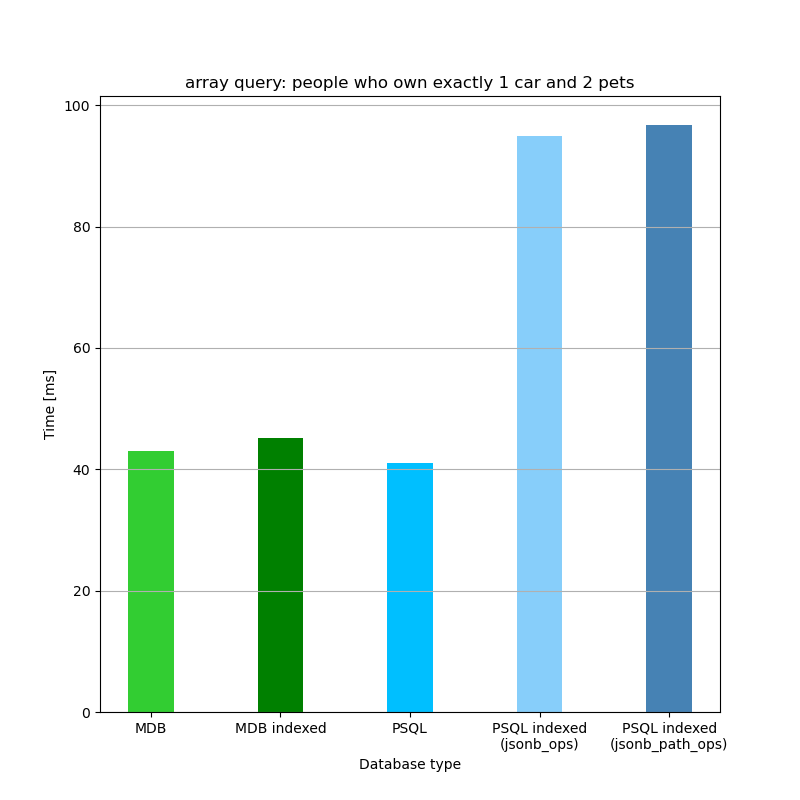 array query: people who own exactly 1 car and 2 pets
100
80
60
40
20
0
Time [ms]
MDB
MDB indexed
PSQL
PSQL indexed
(jsonb_ops)
PSQL indexed
(jsonb_path_ops)
Database type